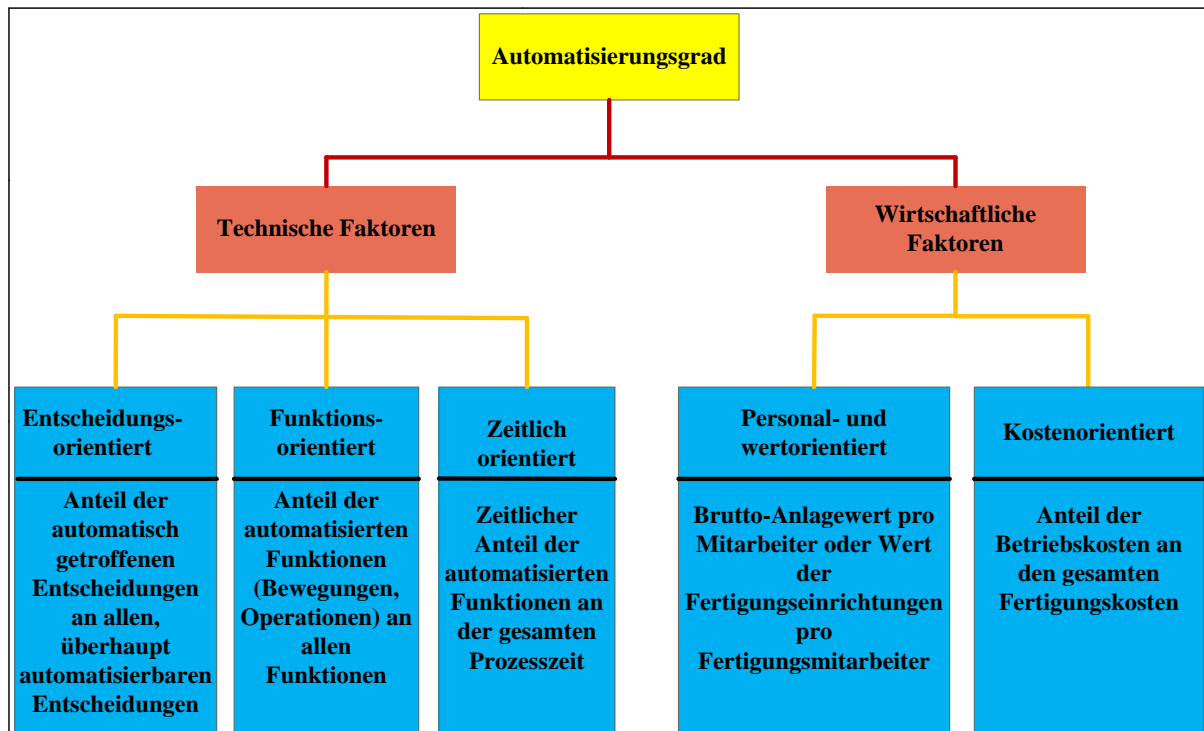 Automatisierungsgrad
Technische Faktoren
Wirtschaftliche
Faktoren
Entscheidungs-
orientiert
Anteil der
automatisch
getroffenen
Entscheidungen
an allen,
überhaupt
automatisierbaren
Entscheidungen
Funktions-
orientiert
Anteil der
automatisierten
Funktionen
(Bewegungen,
Operationen) an
allen
Funktionen
Zeitlich
orientiert
Zeitlicher
Anteil der
automatisierten
Funktionen an
der gesamten
Prozesszeit
Personal- und
wertorientiert
Brutto-Anlagewert pro
Mitarbeiter oder Wert
der
Fertigungseinrichtungen
pro
Fertigungsmitarbeiter
Kostenorientiert
Anteil der
Betriebskosten an
den gesamten
Fertigungskosten